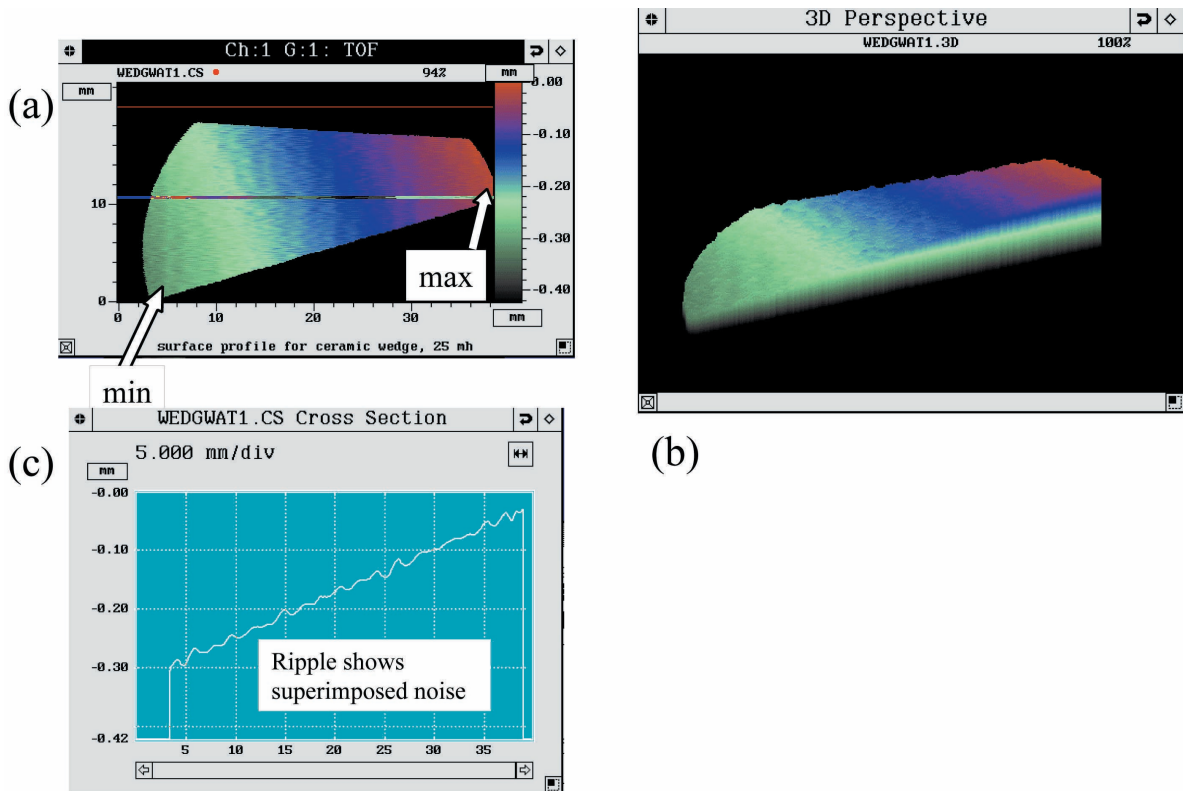 (a)
Ch:1 G:1: TOF
WEDGWAT1.CS 94% mm
mm
0.00
-0.10
-0.20
-0.30
-0.40
10
0
0 10 20 30
mm
max
min
surface profile for ceramic wedge, 25 mh
3D Perspective
WEDGWAT1.3D 100%
(b)
(c)
WEDGWAT1.CS Cross Section
5.000 mm/div
mm
-0.00
-0.10
-0.20
-0.30
-0.42
Ripple shows
superimposed noise
5 10 15 20 25 30 35